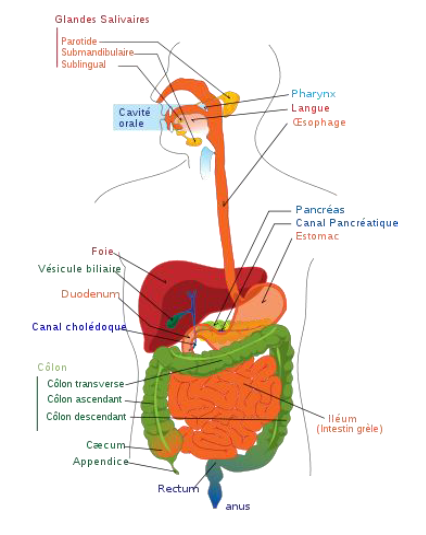 Glandes Salivaires
Parotide
Submandibulaire
Sublingual
Cavité
orale
Pharynx
Langue
Œsophage
Pancréas
Canal Pancréatique
Estomac
Foie
Vésicule biliaire
Duodenum
Canal cholédoque
Côlon
Côlon transverse
Côlon ascendant
Côlon descendant
Iléum
(Intestin grèle)
Cæcum
Appendice
Rectum
anus